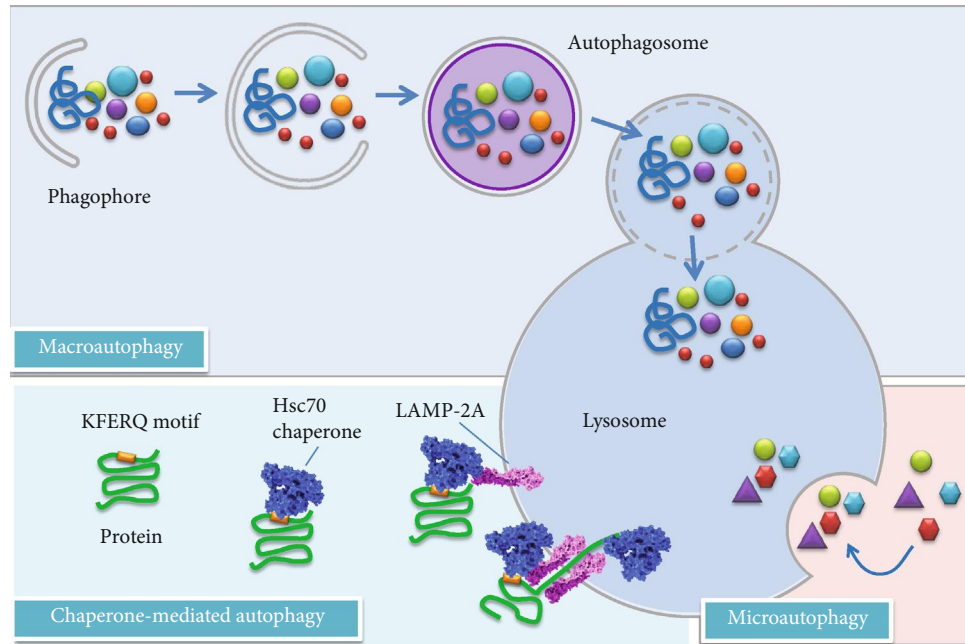 Autophagosome
Phagophore
Macroautophagy
KFERQ motif
Protein
Hsc70
chaperone
LAMP-2A
Lysosome
Chaperone-mediated autophagy
Microautophagy